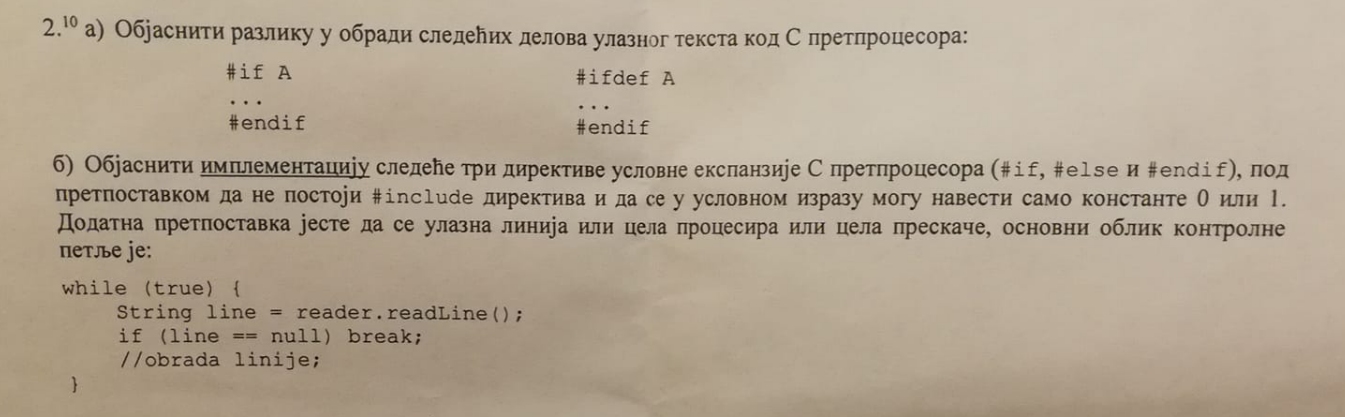 2.¹⁰ а) Објаснити разлику у обради следећих делова улазног текста код C претпроцесора:
#if A #ifdef A
... ...
#endif #endif
б) Објаснити имплементацију следеће три директиве условне експанзије C претпроцесора (#if, #else и #endif), под
претпоставком да не постоји #include директива и да се у условном изразу могу навести само константе 0 или 1.
Додатна претпоставка јесте да се улазна линија или цела процесира или цела прескаче, основни облик контролне
петље је:
while (true) {
String line = reader.readLine();
if (line == null) break;
//obrada linije;
}